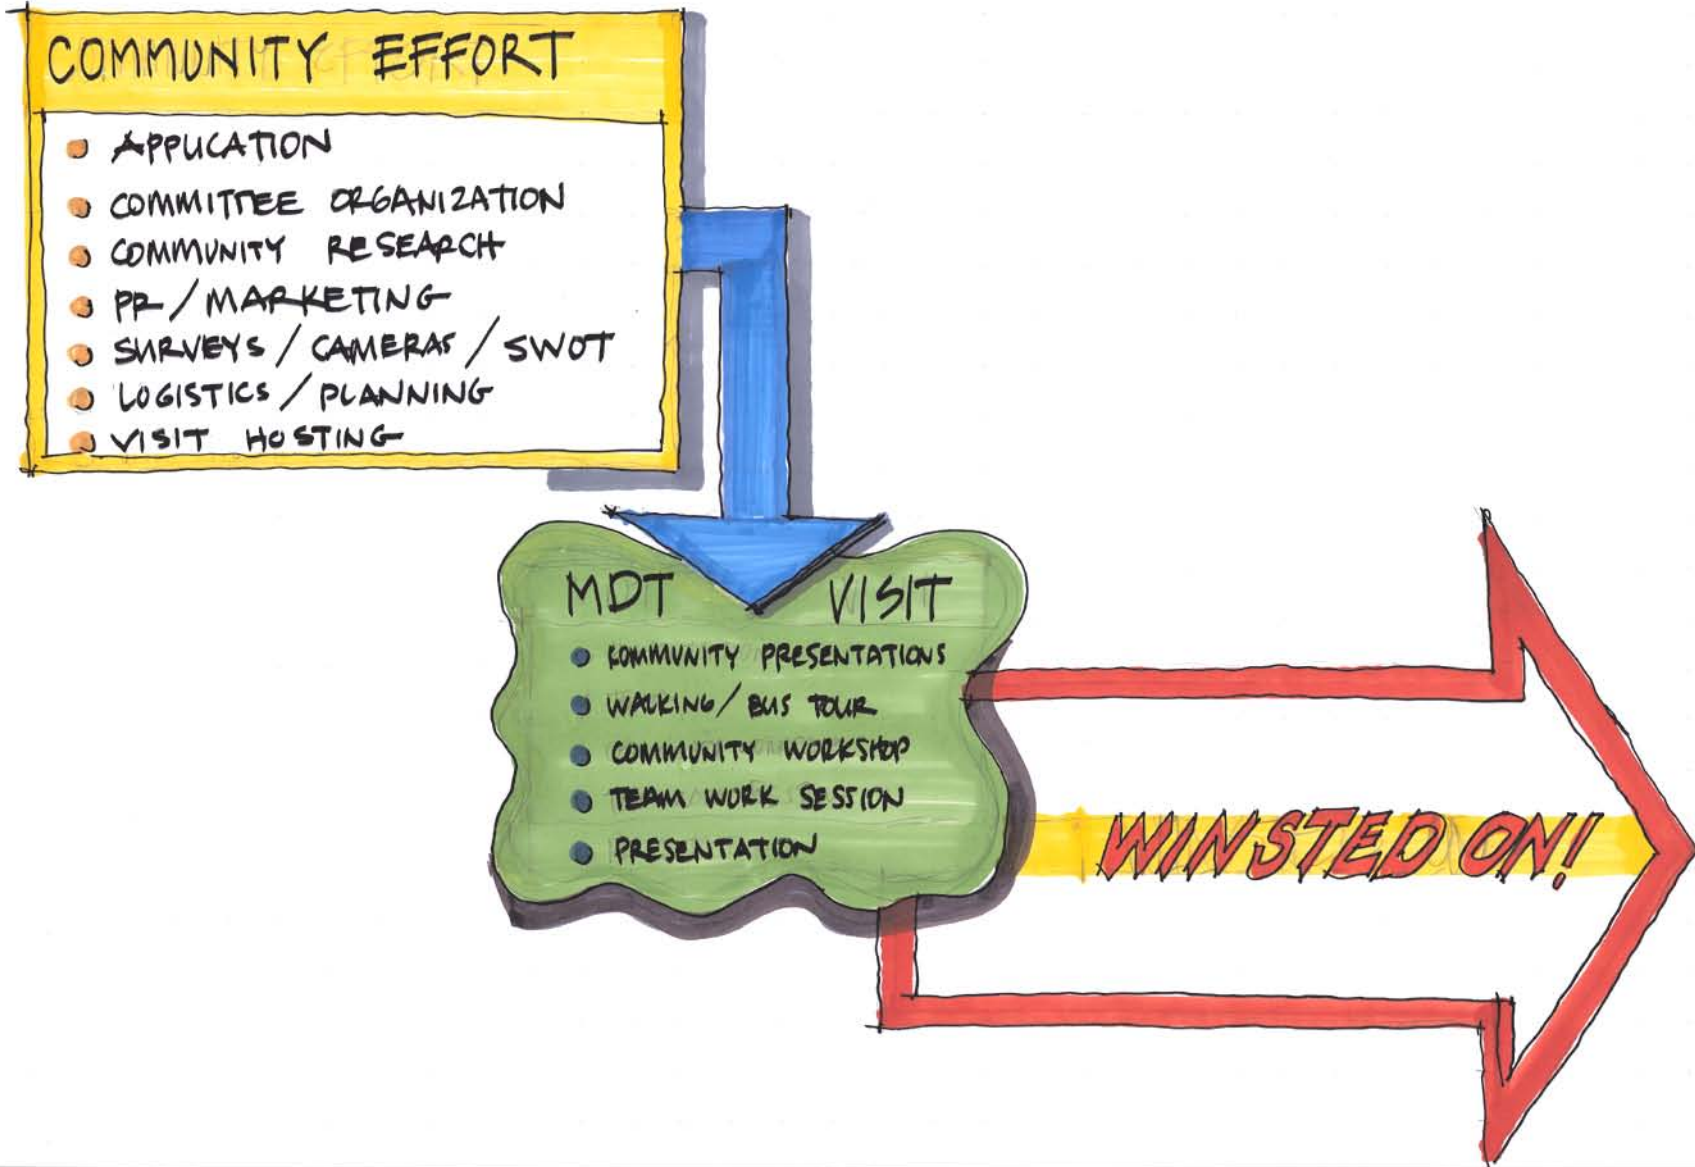 COMMUNITY EFFORT
APPLICATION
COMMITTEE ORGANIZATION
COMMUNITY RESEARCH
PR/MARKETING
SURVEYS/CAMERAS/SWOT
LOGISTICS/PLANNING
VISIT HOSTING
MDT VISIT
COMMUNITY PRESENTATIONS
WALKING/BUS TOUR
COMMUNITY WORKSHOP
TEAM WORK SESSION
PRESENTATION
WINSTED ON!